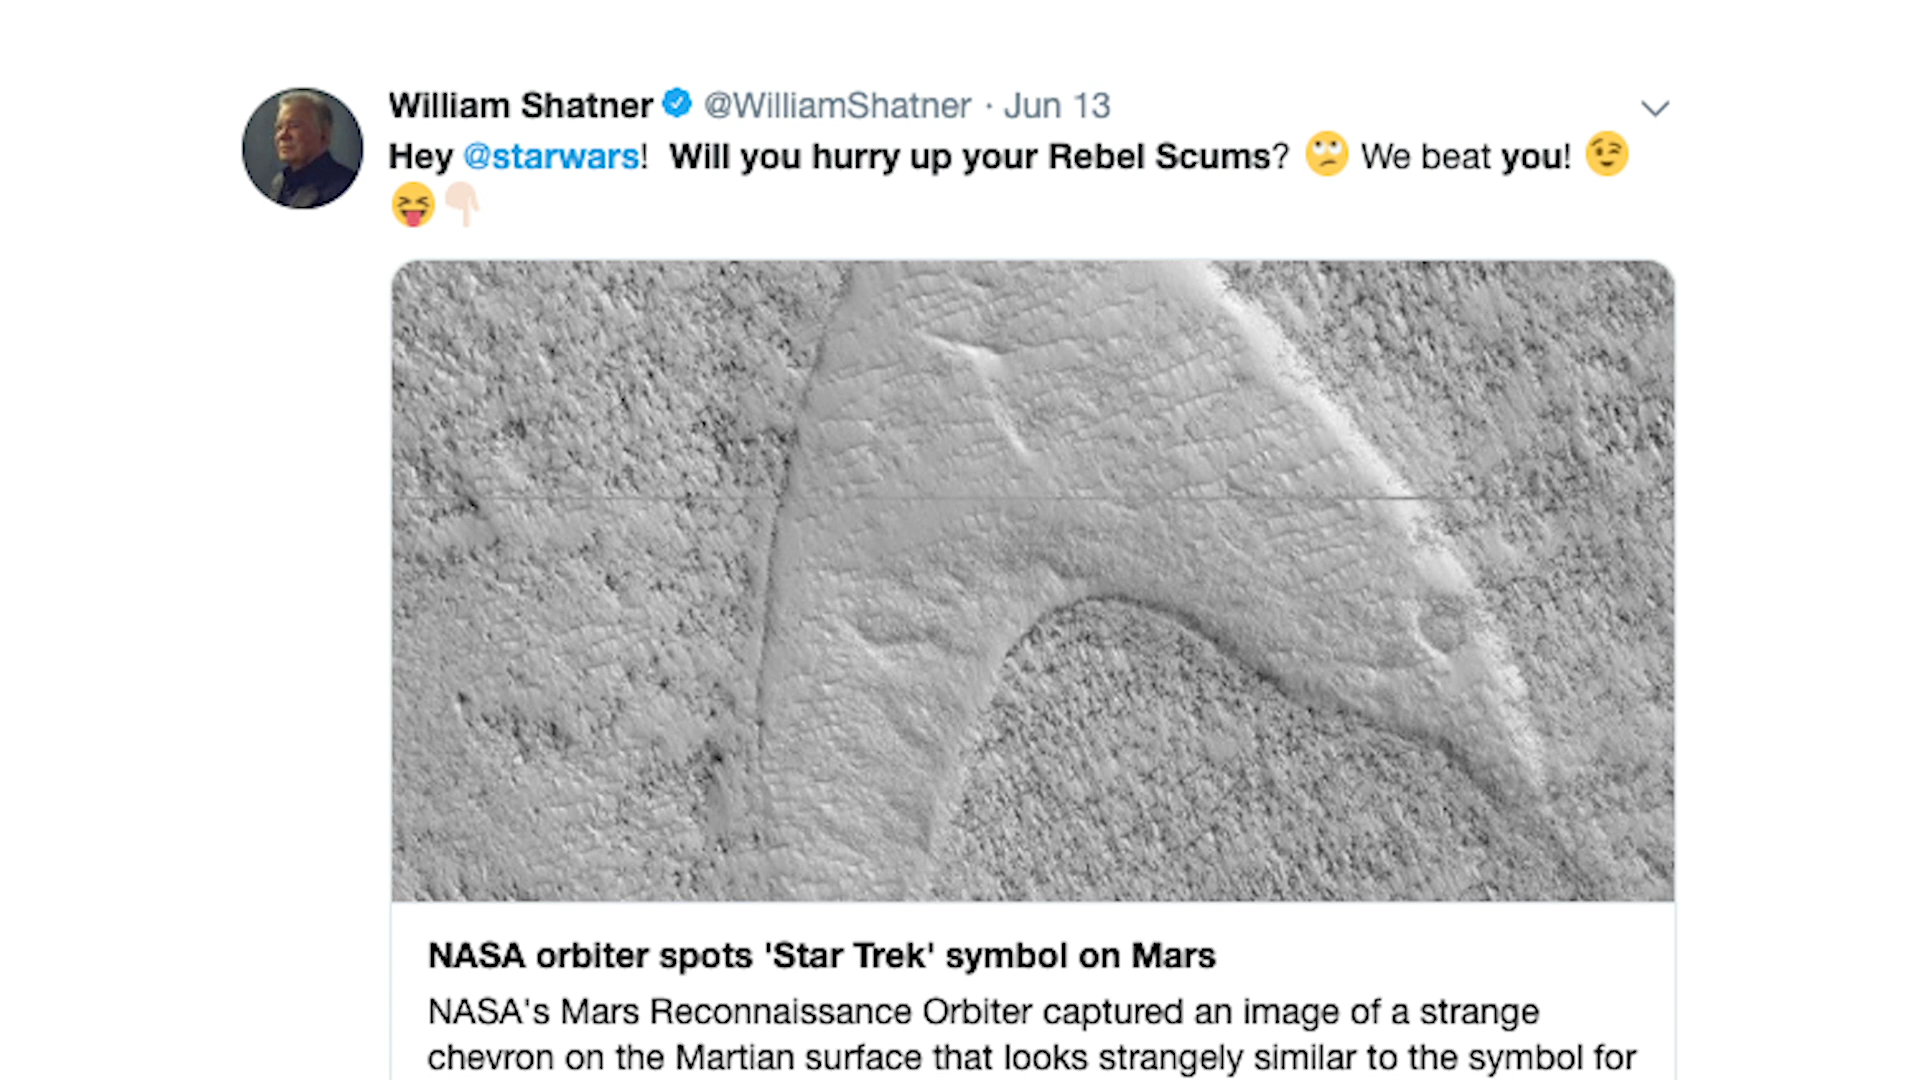 William Shatner @WilliamShatner · Jun 13
Hey @starwars! Will you hurry up your Rebel Scums? 🙄 We beat you! 😉
😝👇🏻
NASA orbiter spots 'Star Trek' symbol on Mars
NASA's Mars Reconnaissance Orbiter captured an image of a strange
chevron on the Martian surface that looks strangely similar to the symbol for